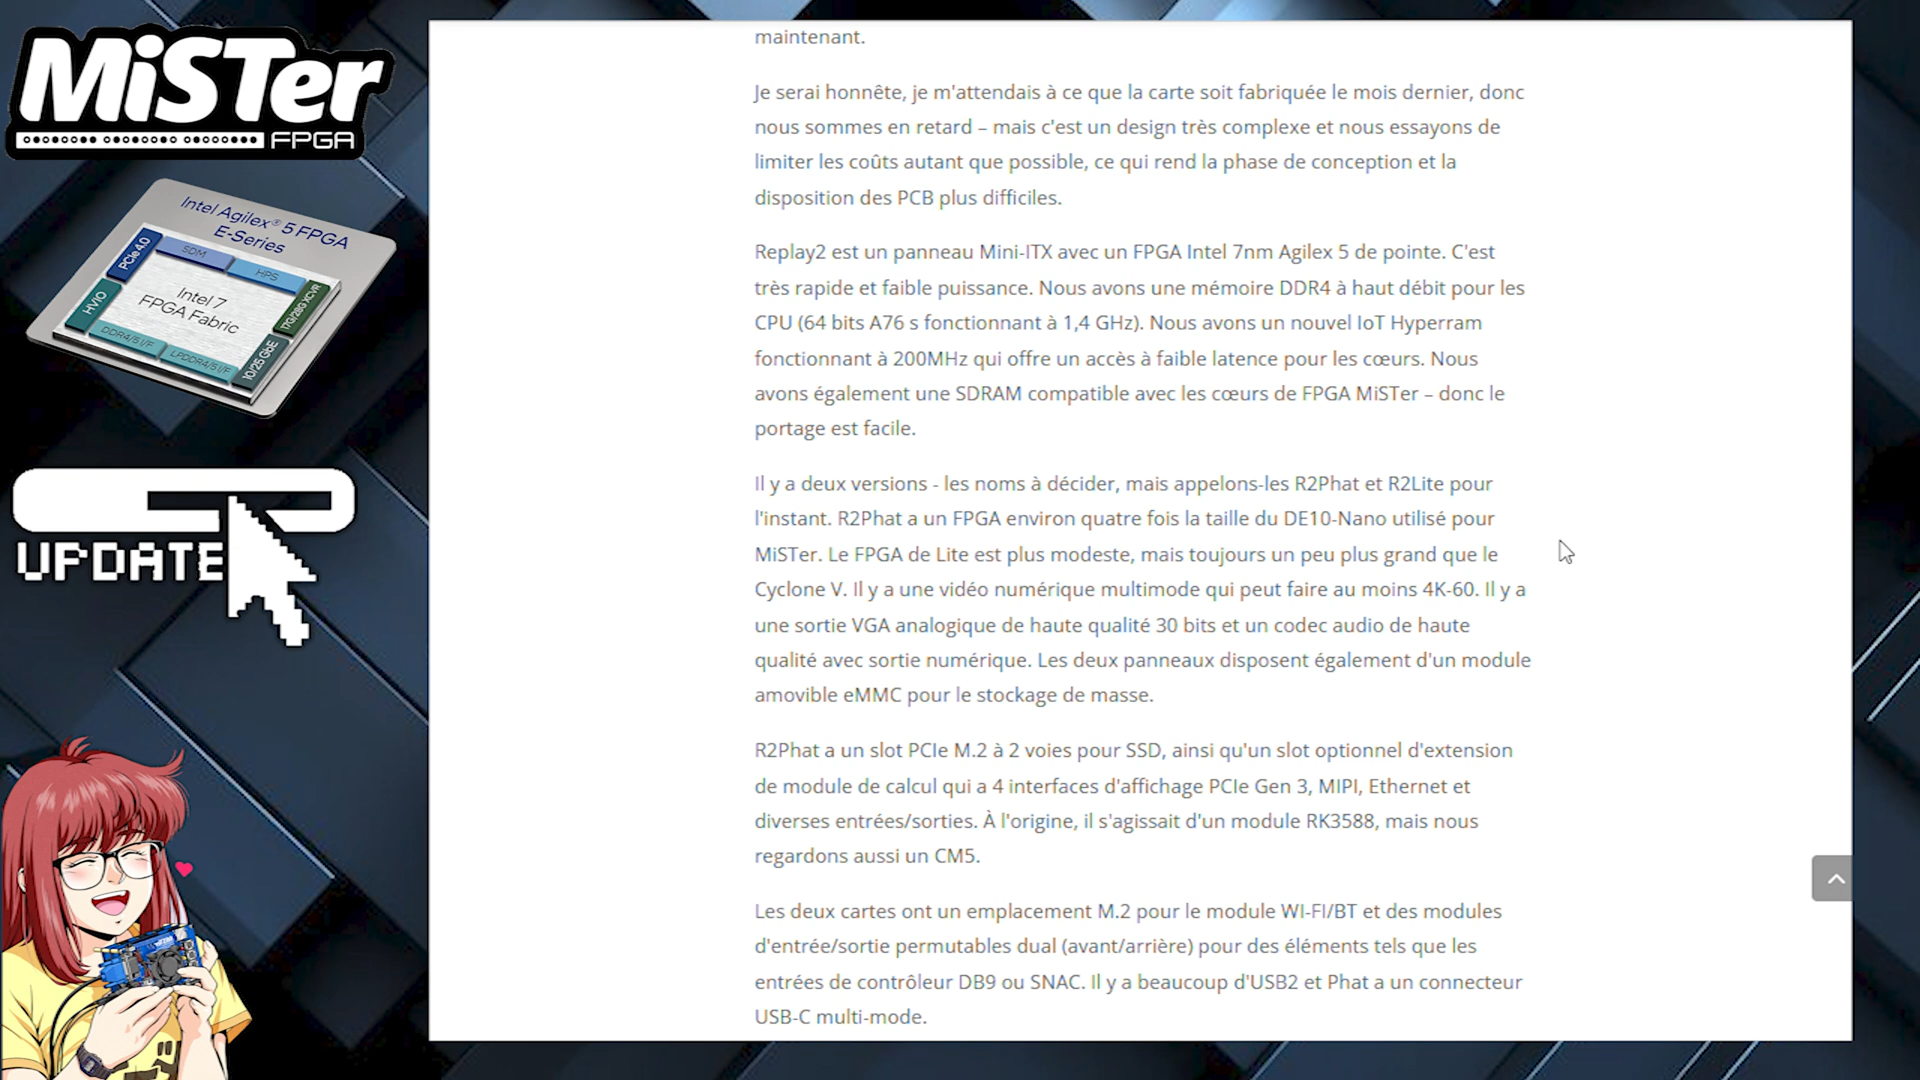 MiSTer
FPGA
Intel Agilex® 5 FPGA
E-Series
PCIe 4.0
SDM
HPS
HVIO
Intel 7
FPGA Fabric
17G/28G XCVR
DDR4/5 I/F
LPDDR4/5 I/F
10/25 GbE
UPDATE
maintenant.
Je serai honnête, je m'attendais à ce que la carte soit fabriquée le mois dernier, donc
nous sommes en retard – mais c'est un design très complexe et nous essayons de
limiter les coûts autant que possible, ce qui rend la phase de conception et la
disposition des PCB plus difficiles.
Replay2 est un panneau Mini-ITX avec un FPGA Intel 7nm Agilex 5 de pointe. C'est
très rapide et faible puissance. Nous avons une mémoire DDR4 à haut débit pour les
CPU (64 bits A76 s fonctionnant à 1,4 GHz). Nous avons un nouvel IoT Hyperram
fonctionnant à 200MHz qui offre un accès à faible latence pour les cœurs. Nous
avons également une SDRAM compatible avec les cœurs de FPGA MiSTer – donc le
portage est facile.
Il y a deux versions - les noms à décider, mais appelons-les R2Phat et R2Lite pour
l'instant. R2Phat a un FPGA environ quatre fois la taille du DE10-Nano utilisé pour
MiSTer. Le FPGA de Lite est plus modeste, mais toujours un peu plus grand que le
Cyclone V. Il y a une vidéo numérique multimode qui peut faire au moins 4K-60. Il y a
une sortie VGA analogique de haute qualité 30 bits et un codec audio de haute
qualité avec sortie numérique. Les deux panneaux disposent également d'un module
amovible eMMC pour le stockage de masse.
R2Phat a un slot PCIe M.2 à 2 voies pour SSD, ainsi qu'un slot optionnel d'extension
de module de calcul qui a 4 interfaces d'affichage PCIe Gen 3, MIPI, Ethernet et
diverses entrées/sorties. À l'origine, il s'agissait d'un module RK3588, mais nous
regardons aussi un CM5.
Les deux cartes ont un emplacement M.2 pour le module WI-FI/BT et des modules
d'entrée/sortie permutables dual (avant/arrière) pour des éléments tels que les
entrées de contrôleur DB9 ou SNAC. Il y a beaucoup d'USB2 et Phat a un connecteur
USB-C multi-mode.